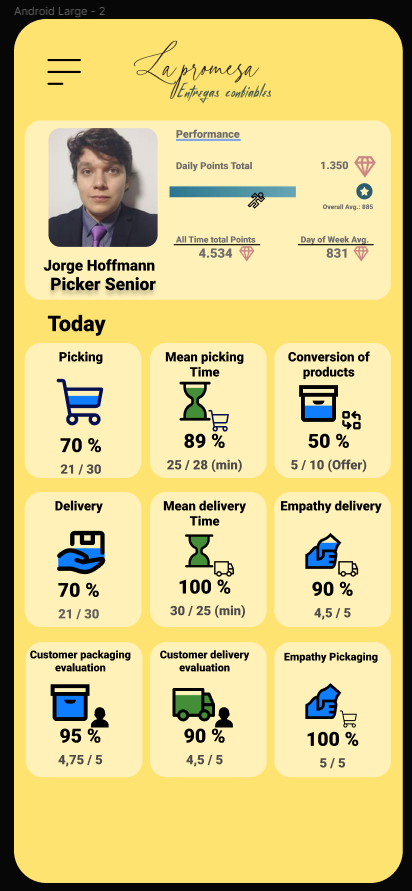 Android Large - 2
La promesa
Entregas confiables
Performance
Daily Points Total
1.350
Overall Avg.: 885
All Time total Points
4.534
Day of Week Avg.
831
Jorge Hoffmann
Picker Senior
Today
Picking
70 %
21 / 30
Mean picking
Time
89 %
25 / 28 (min)
Conversion of
products
50 %
5 / 10 (Offer)
Delivery
70 %
21 / 30
Mean delivery
Time
100 %
30 / 25 (min)
Empathy delivery
90 %
4,5 / 5
Customer packaging
evaluation
95 %
4,75 / 5
Customer delivery
evaluation
90 %
4,5 / 5
Empathy Pickaging
100 %
5 / 5